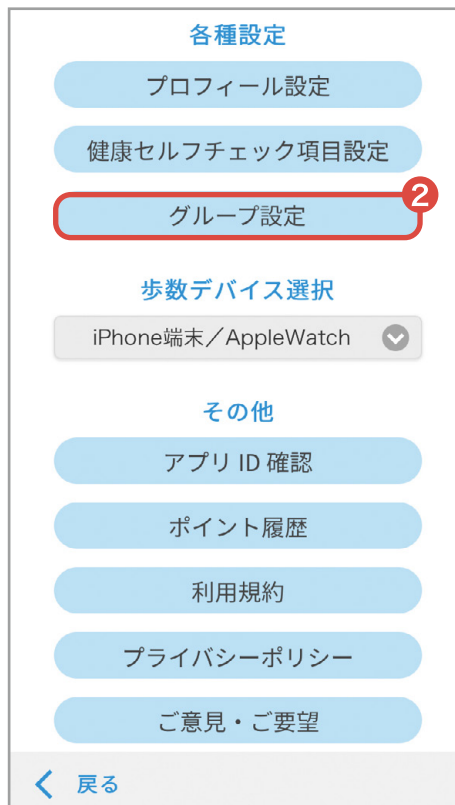 各種設定
プロフィール設定
健康セルフチェック項目設定
2
グループ設定
歩数デバイス選択
iPhone端末／AppleWatch
その他
アプリ ID 確認
ポイント履歴
利用規約
プライバシーポリシー
ご意見・ご要望
戻る